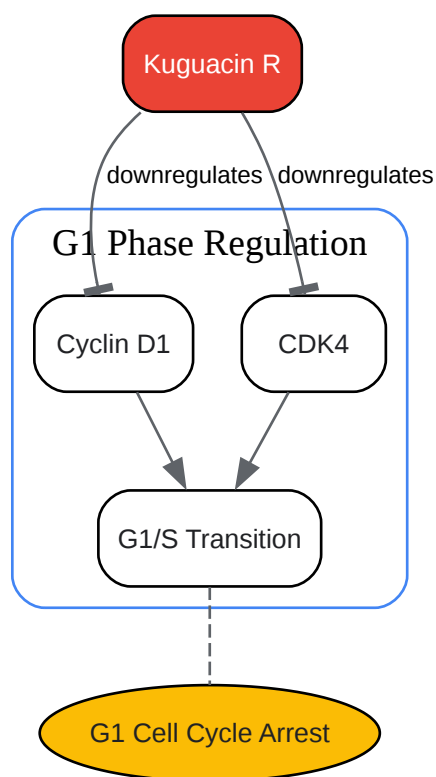 Kuguacin R
downregulates
downregulates
G1 Phase Regulation
Cyclin D1
CDK4
G1/S Transition
G1 Cell Cycle Arrest